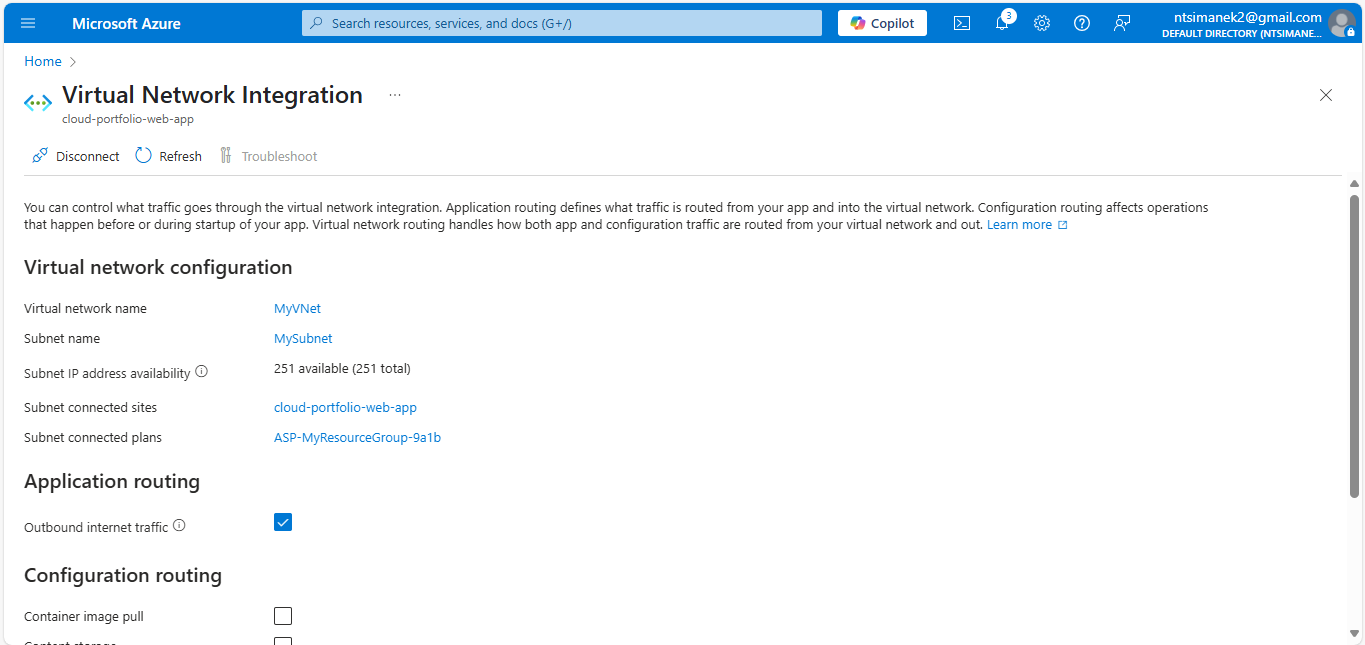 Microsoft Azure
Search resources, services, and docs (G+/)
Copilot
3
ntsimanek2@gmail.com
DEFAULT DIRECTORY (NTSIMANE...
Home
Virtual Network Integration
...
cloud-portfolio-web-app
Disconnect
Refresh
Troubleshoot
You can control what traffic goes through the virtual network integration. Application routing defines what traffic is routed from your app and into the virtual network. Configuration routing affects operations
that happen before or during startup of your app. Virtual network routing handles how both app and configuration traffic are routed from your virtual network and out. Learn more
Virtual network configuration
Virtual network name MyVNet
Subnet name MySubnet
Subnet IP address availability 251 available (251 total)
Subnet connected sites cloud-portfolio-web-app
Subnet connected plans ASP-MyResourceGroup-9a1b
Application routing
Outbound internet traffic
Configuration routing
Container image pull
Content storage